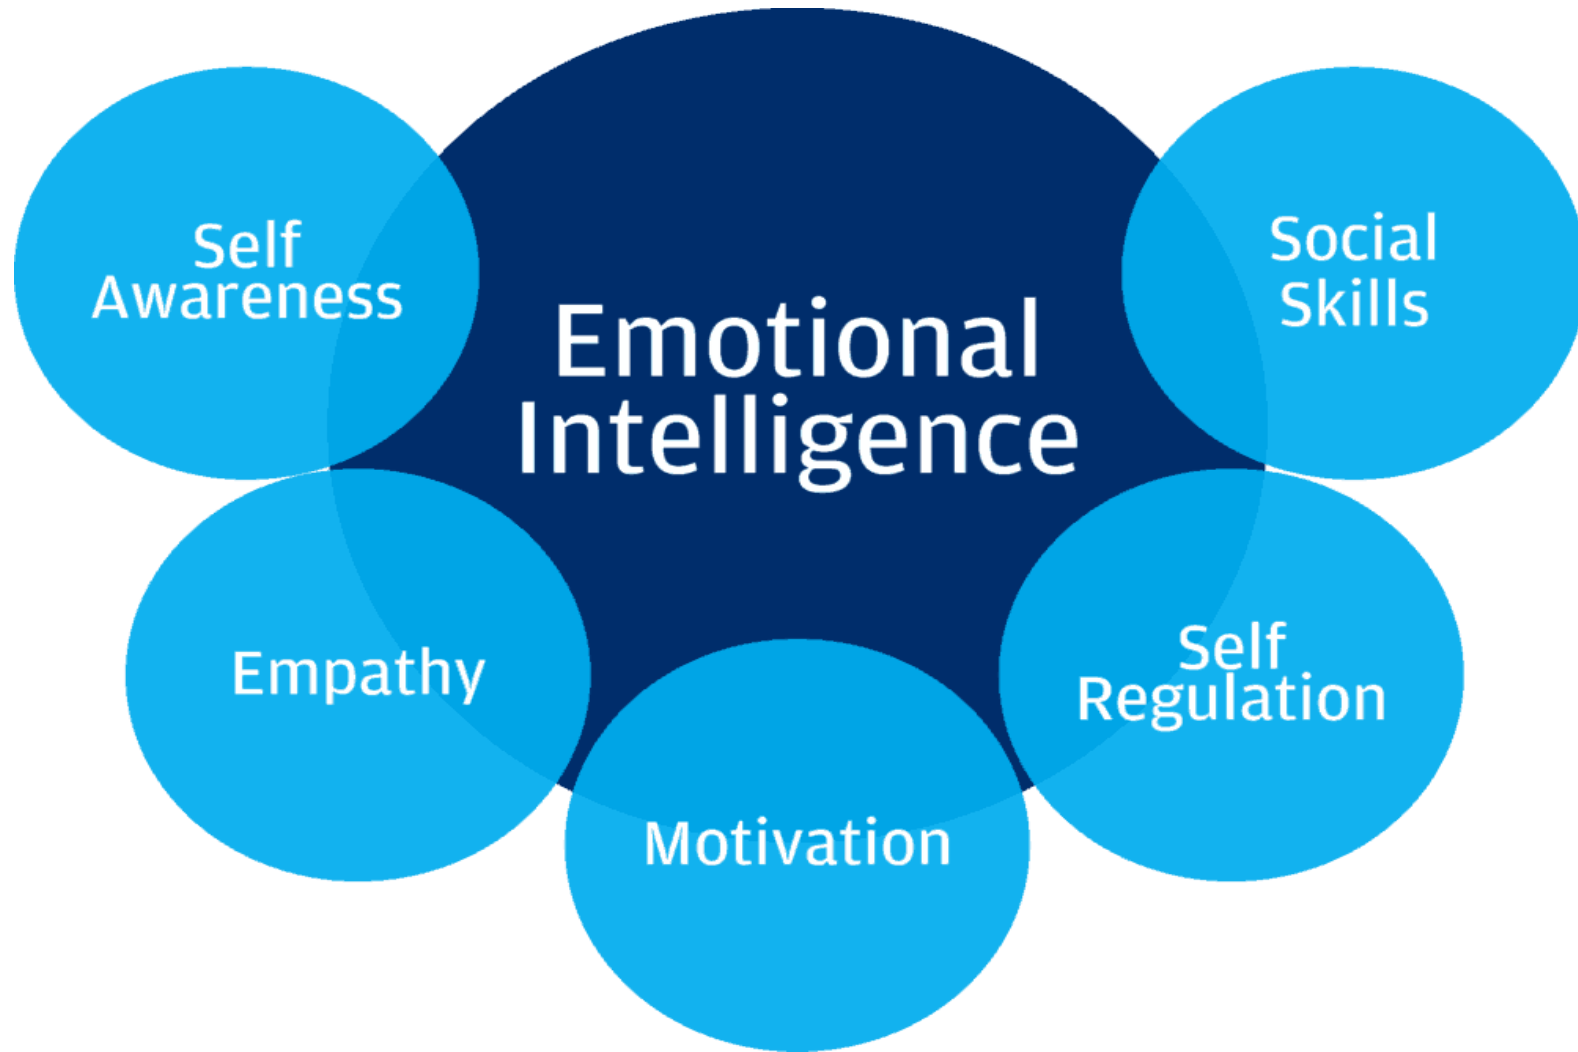 Self
Awareness
Emotional
Intelligence
Social
Skills
Empathy
Motivation
Self
Regulation